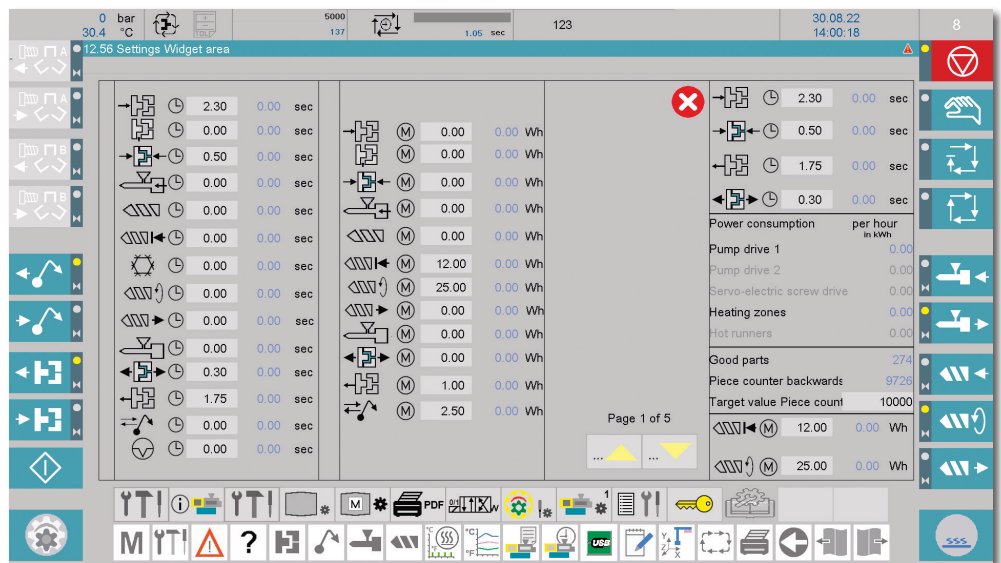 0 bar
30.4 °C
TOLP
5000
137
1.05 sec
123
30.08.22
14:00:18
8
12.56 Settings Widget area
A
A
B
B
2.30 0.00 sec
0.00 0.00 sec
0.50 0.00 sec
0.00 0.00 sec
0.00 0.00 sec
0.00 0.00 sec
0.00 0.00 sec
0.00 0.00 sec
0.00 0.00 sec
0.00 0.00 sec
0.30 0.00 sec
1.75 0.00 sec
0.00 0.00 sec
0.00 0.00 sec
M 0.00 0.00 Wh
M 0.00 0.00 Wh
M 0.00 0.00 Wh
M 0.00 0.00 Wh
M 0.00 0.00 Wh
M 12.00 0.00 Wh
M 25.00 0.00 Wh
M 0.00 0.00 Wh
M 0.00 0.00 Wh
M 0.00 0.00 Wh
M 1.00 0.00 Wh
M 2.50 0.00 Wh
Page 1 of 5
...
...
2.30 0.00 sec
0.50 0.00 sec
1.75 0.00 sec
0.30 0.00 sec
Power consumption per hour
in kWh
Pump drive 1 0.00
Pump drive 2 0.00
Servo-electric screw drive 0.00
Heating zones 0.00
Hot runners 0.00
Good parts 274
Piece counter backwards 9726
Target value Piece count 10000
M 12.00 0.00 Wh
M 25.00 0.00 Wh
i
M
PDF
0/1
W
1
M
?
°C
°C
°F
USB
Y
Z X